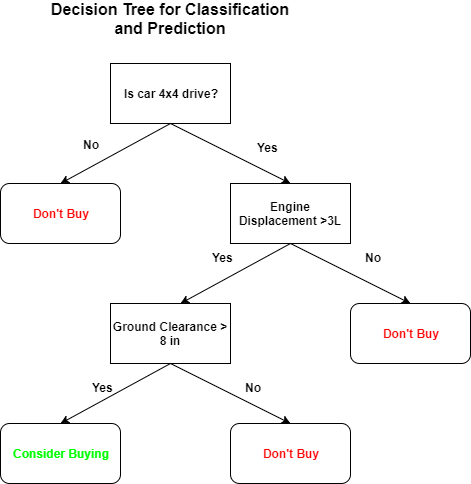 Decision Tree for Classification
and Prediction
Is car 4x4 drive?
No
Yes
Don't Buy
Engine
Displacement >3L
Yes
No
Ground Clearance >
8 in
Don't Buy
Yes
No
Consider Buying
Don't Buy